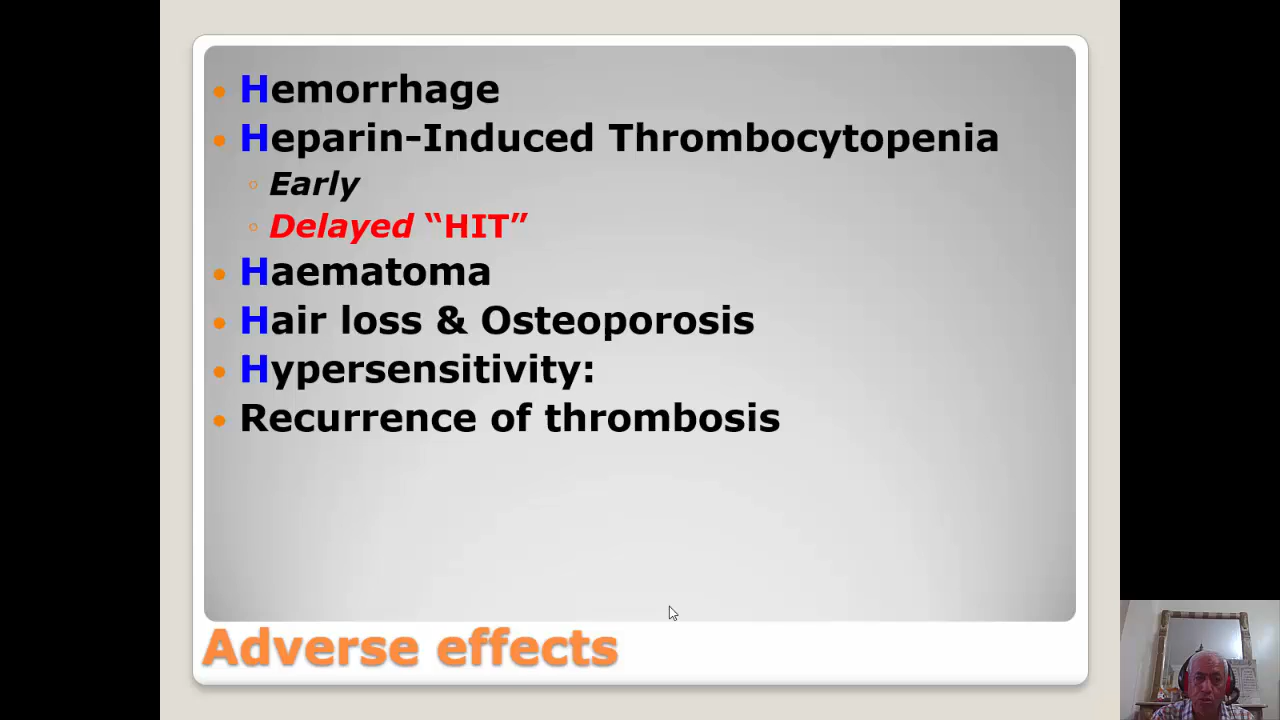 Hemorrhage
Heparin-Induced Thrombocytopenia
Early
Delayed “HIT”
Haematoma
Hair loss & Osteoporosis
Hypersensitivity:
Recurrence of thrombosis
Adverse effects